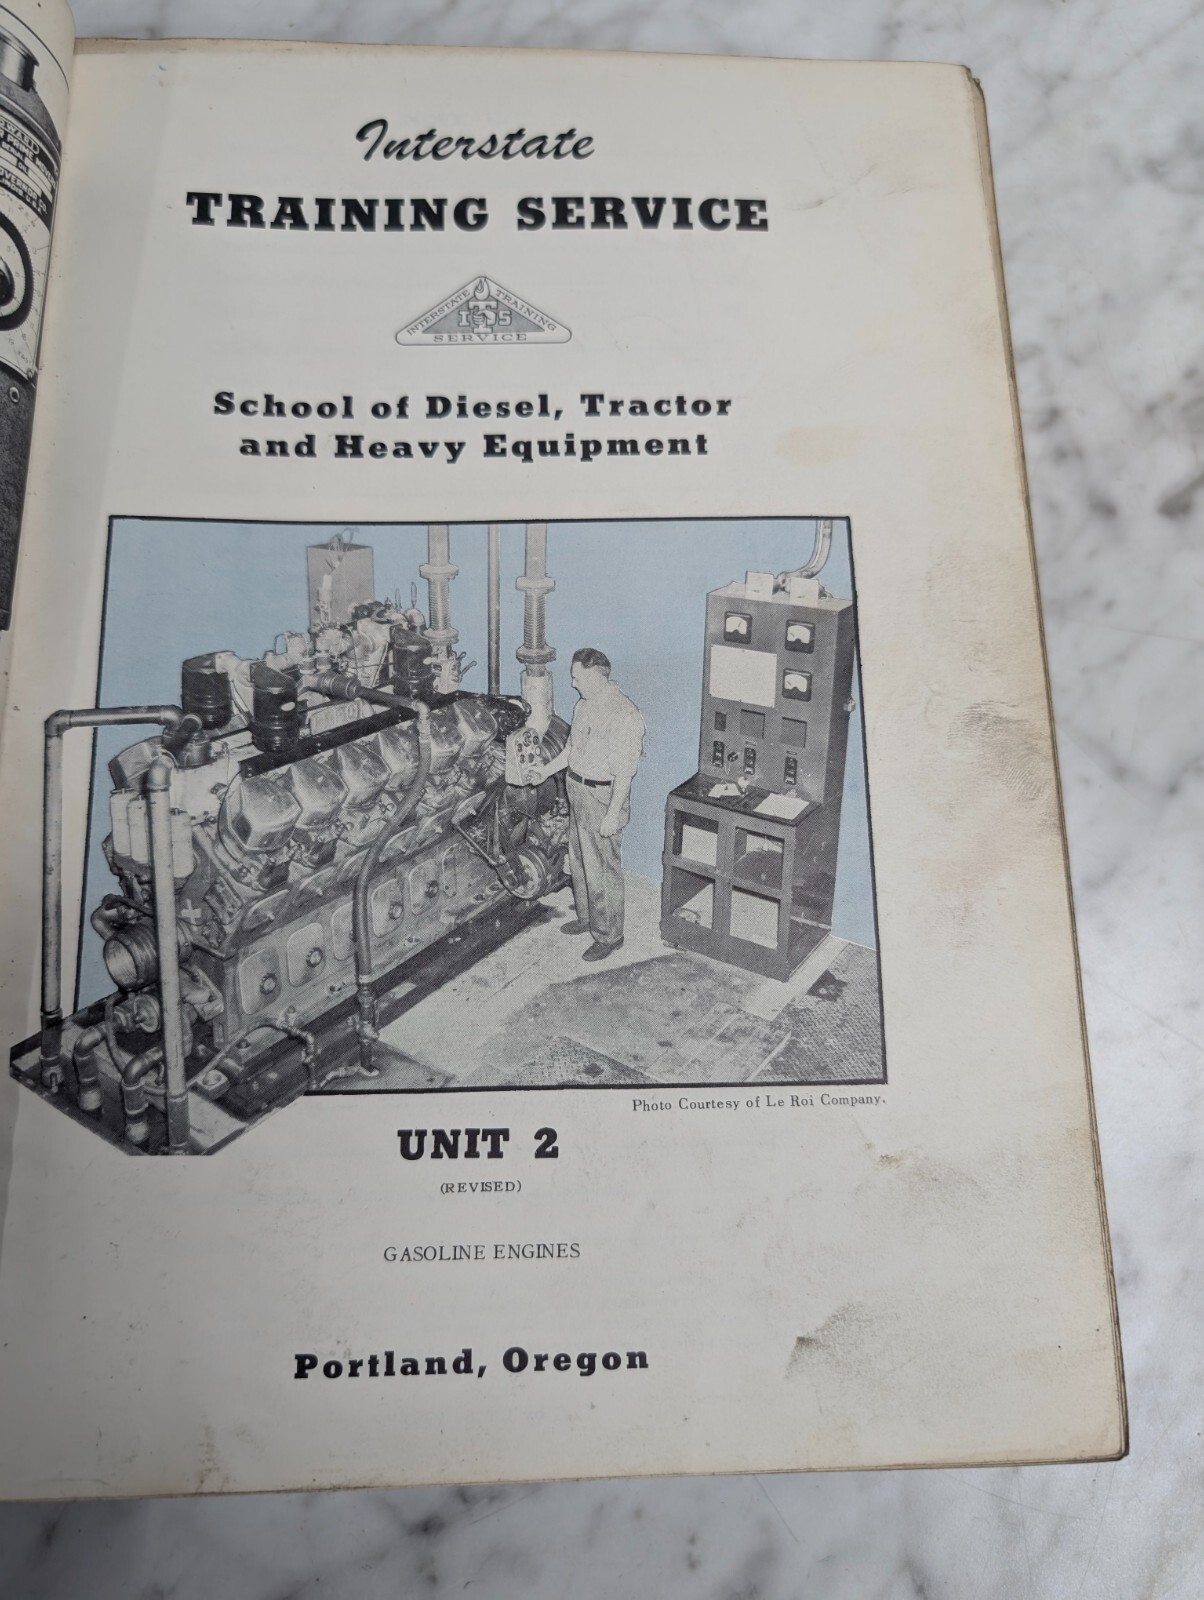 Interstate
TRAINING SERVICE
INTERSTATE TRAINING
ITS
SERVICE
School of Diesel, Tractor
and Heavy Equipment
Photo Courtesy of Le Roi Company.
UNIT 2
(REVISED)
GASOLINE ENGINES
Portland, Oregon